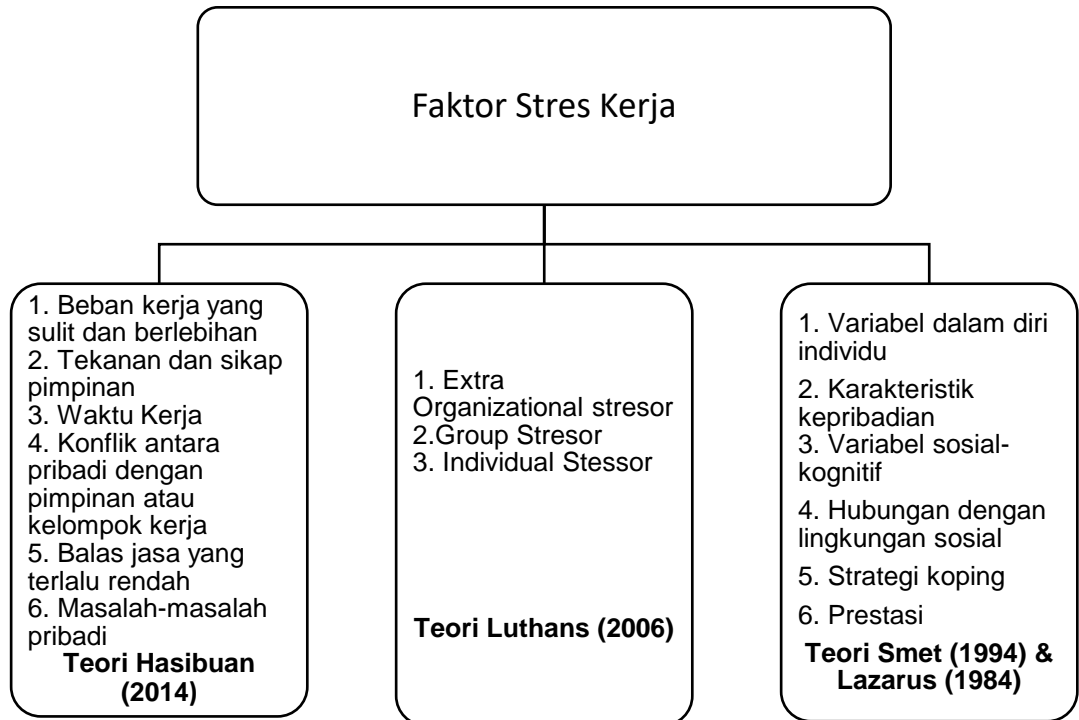 Faktor Stres Kerja
1. Beban kerja yang
sulit dan berlebihan
2. Tekanan dan sikap
pimpinan
3. Waktu Kerja
4. Konflik antara
pribadi dengan
pimpinan atau
kelompok kerja
5. Balas jasa yang
terlalu rendah
6. Masalah-masalah
pribadi
Teori Hasibuan
(2014)
1. Extra
Organizational stresor
2.Group Stresor
3. Individual Stessor
Teori Luthans (2006)
1. Variabel dalam diri
individu
2. Karakteristik
kepribadian
3. Variabel sosial-
kognitif
4. Hubungan dengan
lingkungan sosial
5. Strategi koping
6. Prestasi
Teori Smet (1994) &
Lazarus (1984)